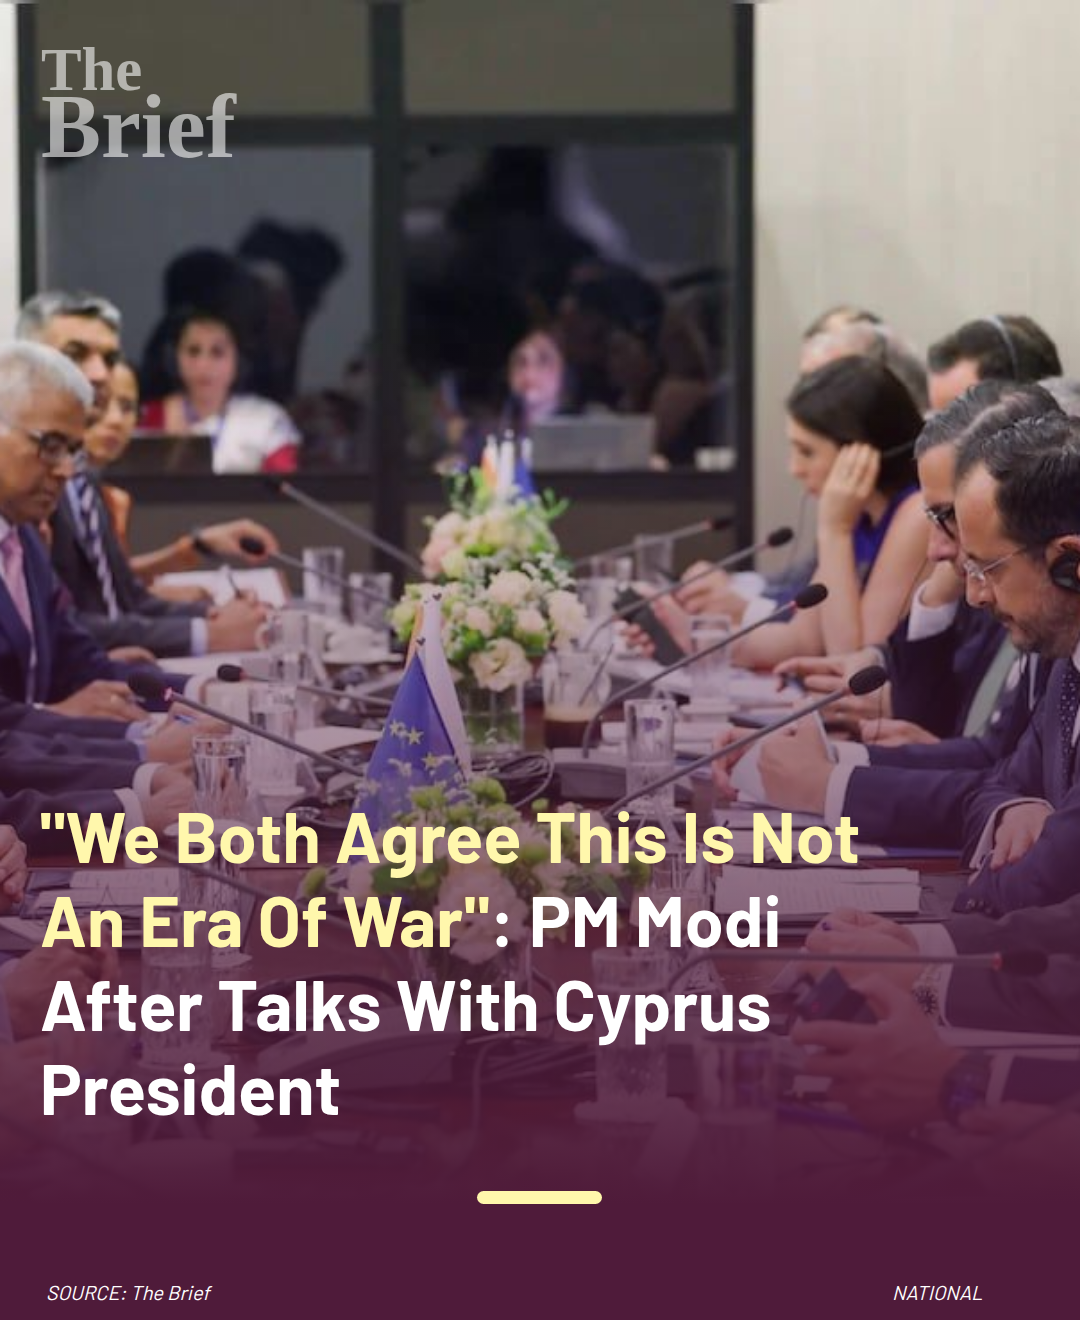 The
Brief
"We Both Agree This Is Not
An Era Of War": PM Modi
After Talks With Cyprus
President
SOURCE: The Brief
NATIONAL